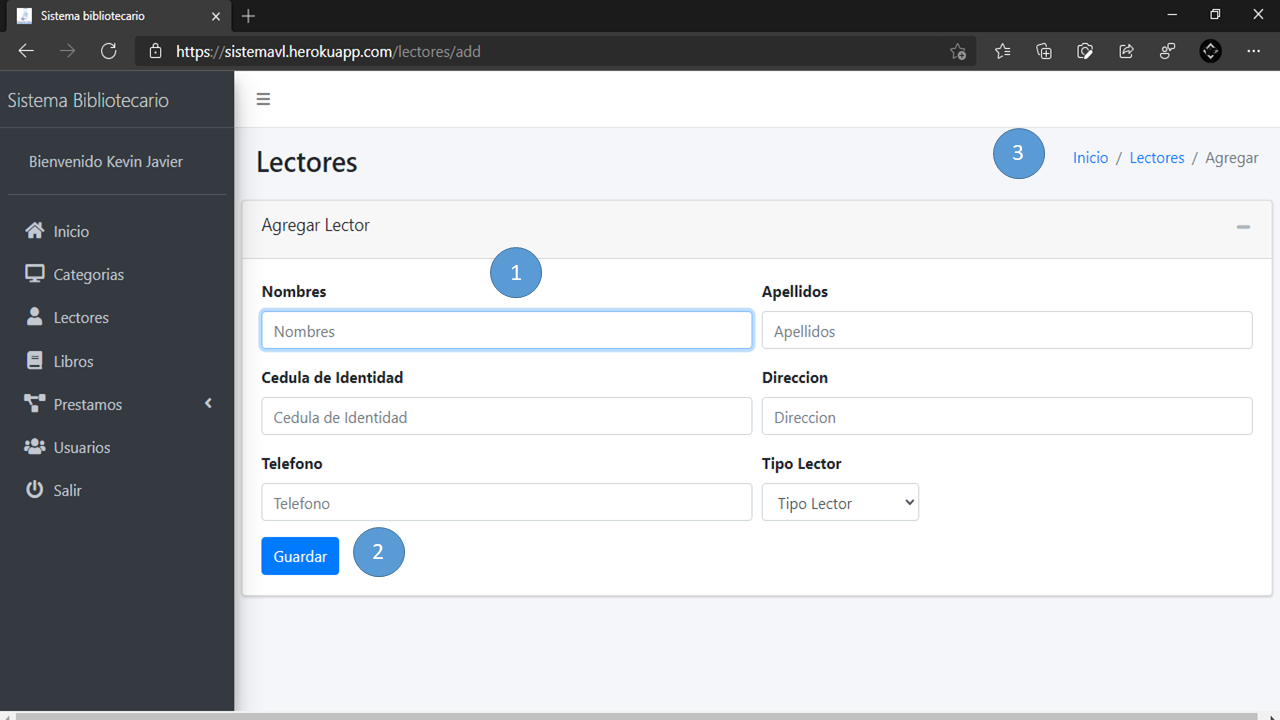 Sistema bibliotecario
https://sistemavl.herokuapp.com/lectores/add
Sistema Bibliotecario
Bienvenido Kevin Javier
Inicio
Categorias
Lectores
Libros
Prestamos
Usuarios
Salir
Lectores
3
Inicio / Lectores / Agregar
Agregar Lector
1
Nombres
Apellidos
Nombres
Apellidos
Cedula de Identidad
Direccion
Cedula de Identidad
Direccion
Telefono
Tipo Lector
Telefono
Tipo Lector
Guardar
2